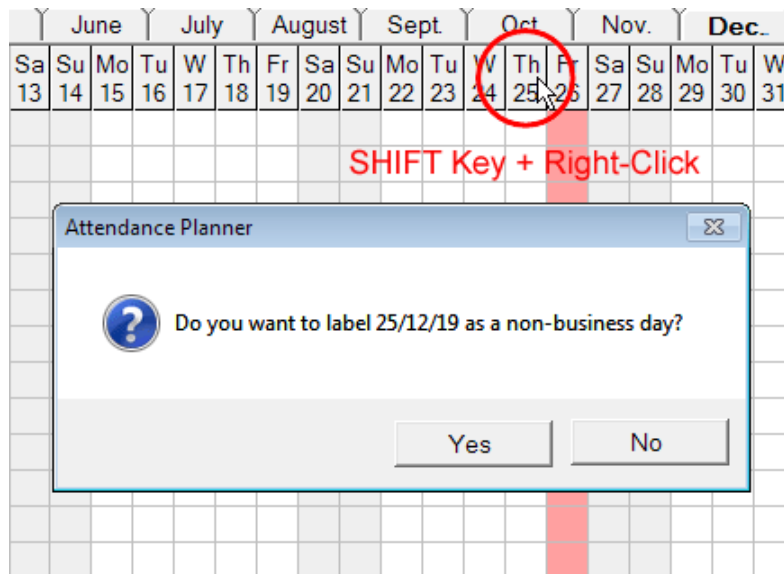 June July August Sept. Oct. Nov. Dec..
Sa Su Mo Tu W Th Fr Sa Su Mo Tu W Th Fr Sa Su Mo Tu W
13 14 15 16 17 18 19 20 21 22 23 24 25 26 27 28 29 30 31
SHIFT Key + Right-Click
Attendance Planner
Do you want to label 25/12/19 as a non-business day?
Yes No